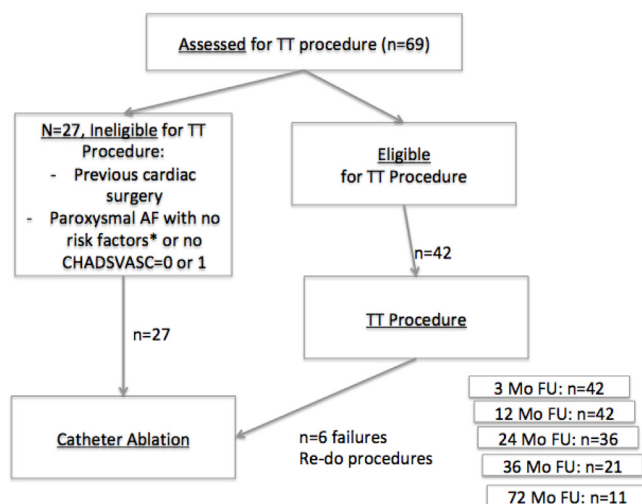 Assessed for TT procedure (n=69)
N=27, Ineligible for TT
Procedure:
- Previous cardiac
surgery
- Paroxysmal AF with no
risk factors* or no
CHADSVASC=0 or 1
Eligible
for TT Procedure
n=42
n=27
TT Procedure
Catheter Ablation
n=6 failures
Re-do procedures
3 Mo FU: n=42
12 Mo FU: n=42
24 Mo FU: n=36
36 Mo FU: n=21
72 Mo FU: n=11